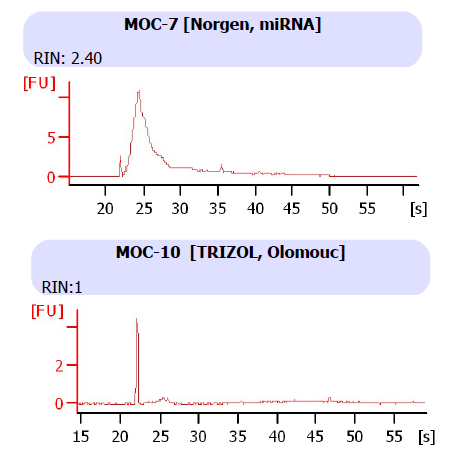 MOC-7 [Norgen, miRNA]
RIN: 2.40
[FU]
5
0
20 25 30 35 40 45 50 55 [s]
MOC-10 [TRIZOL, Olomouc]
RIN:1
[FU]
2
0
15 20 25 30 35 40 45 50 55 [s]